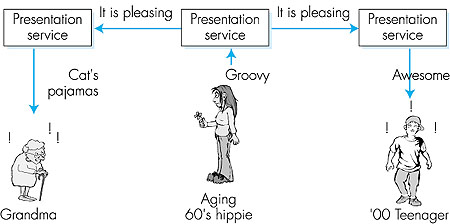 It is pleasing
It is pleasing
Presentation
service
Presentation
service
Presentation
service
Cat's
pajamas
Groovy
Awesome
! ! !
!
! !
Grandma
Aging
60's hippie
'00 Teenager